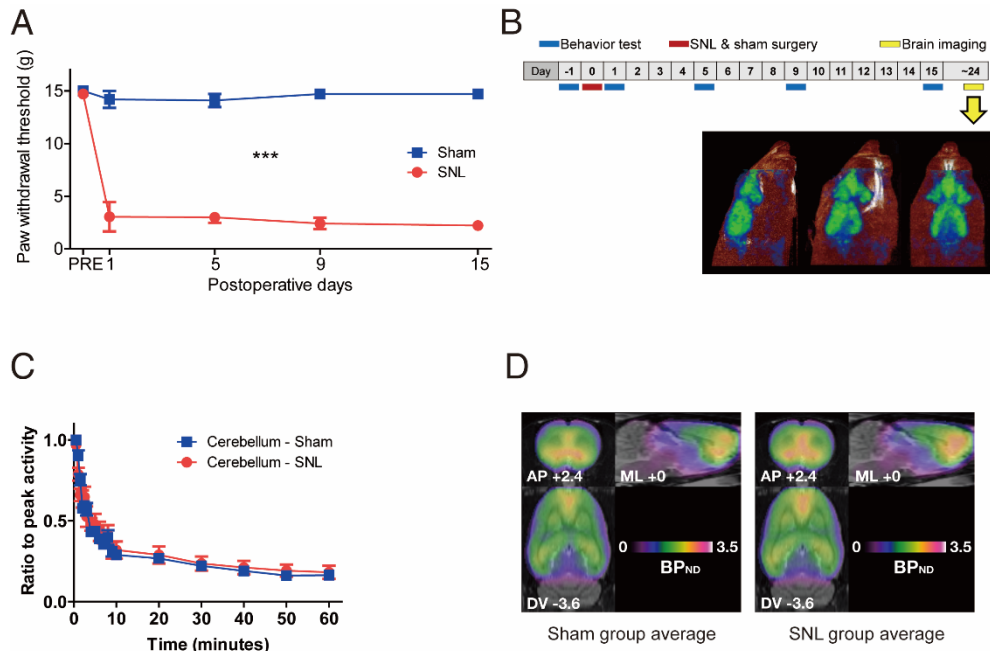 A
Paw withdrawal threshold (g)
15
10
5
0
***
Sham
SNL
PRE 1 5 9 15
Postoperative days
B
Behavior test SNL & sham surgery Brain imaging
Day -1 0 1 2 3 4 5 6 7 8 9 10 11 12 13 14 15 ~24
C
Ratio to peak activity
1.0
0.5
0.0
Cerebellum - Sham
Cerebellum - SNL
0 10 20 30 40 50 60
Time (minutes)
D
AP +2.4 ML +0
0 3.5
BPND
DV -3.6
Sham group average
AP +2.4 ML +0
0 3.5
BPND
DV -3.6
SNL group average